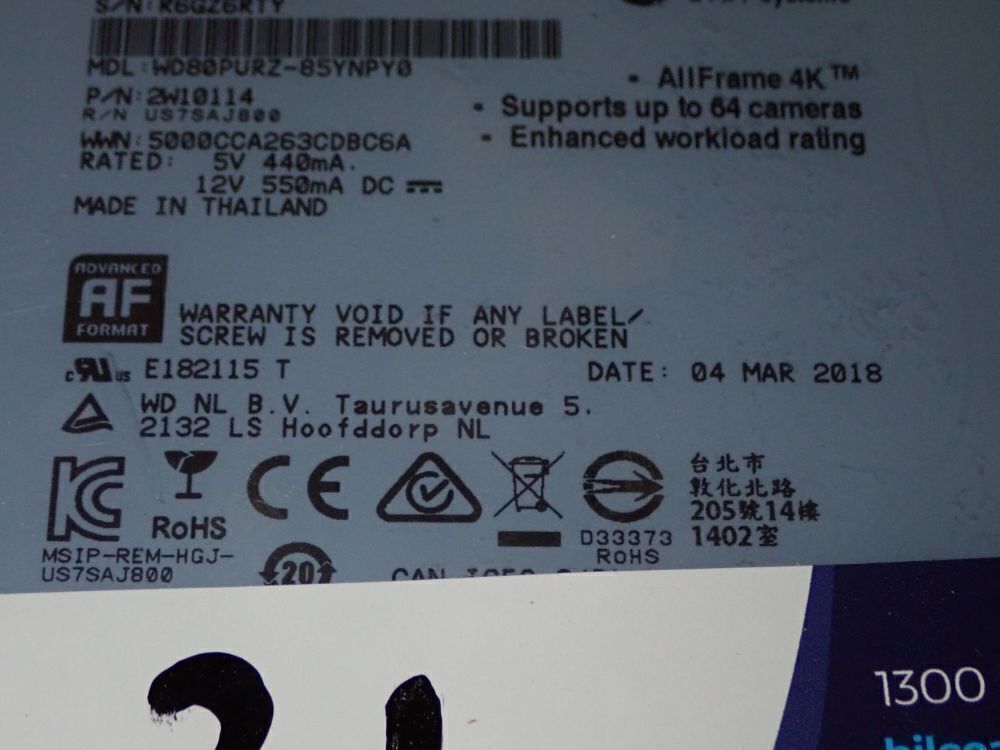 S/N: R6GZ6RTY
MDL: WD80PURZ-85YNPY0
P/N: 2W10114
R/N US7SAJ800
WWN: 5000CCA263CDBC6A
RATED: 5V 440mA.
12V 550mA DC
MADE IN THAILAND
• AllFrame 4K™
• Supports up to 64 cameras
• Enhanced workload rating
ADVANCED
AF
FORMAT
WARRANTY VOID IF ANY LABEL/
SCREW IS REMOVED OR BROKEN
c RU us E182115 T
DATE: 04 MAR 2018
WD NL B.V. Taurusavenue 5.
2132 LS Hoofddorp NL
RoHS
CE
MSIP-REM-HGJ-
US7SAJ800
20
D33373
RoHS
台北市
敦化北路
205號14樓
1402室
CAN
1300